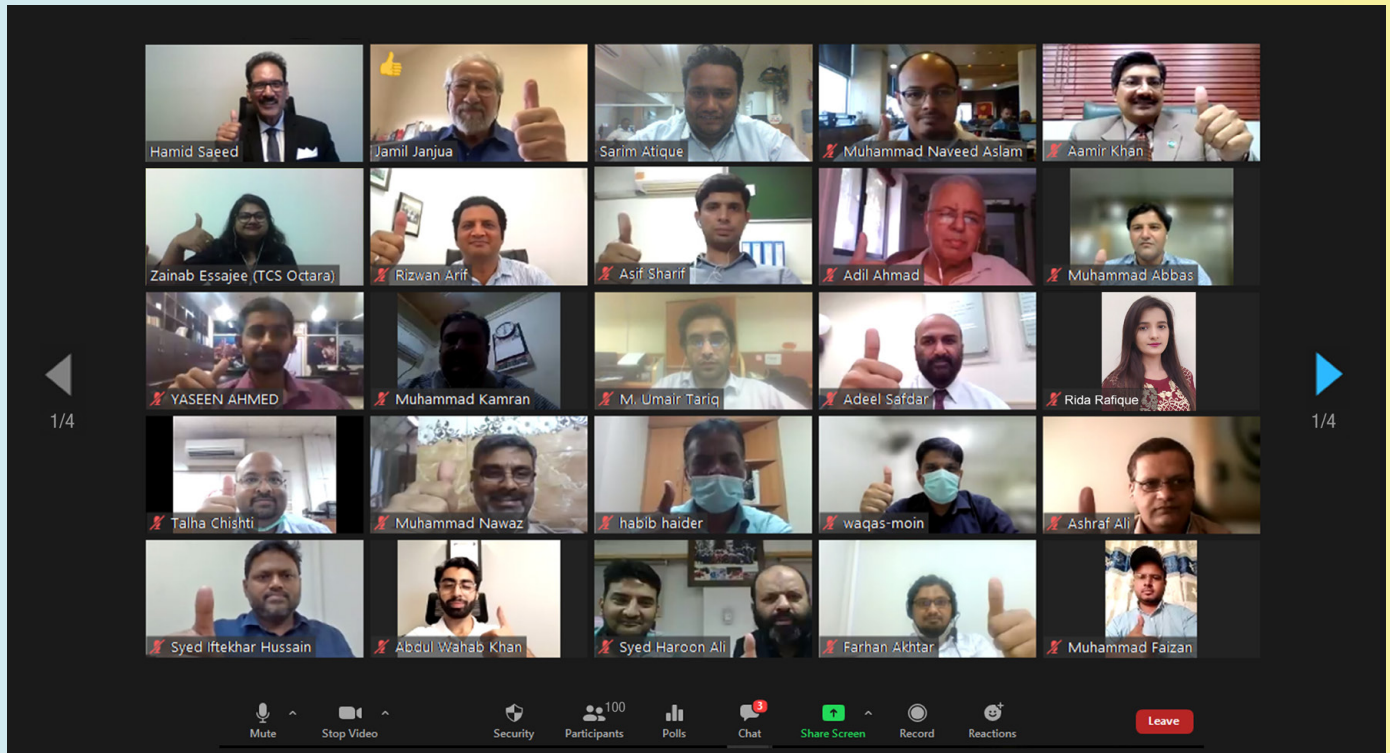 Hamid Saeed
Jamil Janjua
Sarim Atique
Muhammad Naveed Aslam
Aamir Khan
Zainab Essajee (TCS Octara)
Rizwan Arif
Asif Sharif
Adil Ahmad
Muhammad Abbas
YASEEN AHMED
Muhammad Kamran
M. Umair Tariq
Adeel Safdar
Rida Rafique
1/4
1/4
Talha Chishti
Muhammad Nawaz
habib haider
waqas-moin
Ashraf Ali
Syed Iftekhar Hussain
Abdul Wahab Khan
Syed Haroon Ali
Farhan Akhtar
Muhammad Faizan
100
3
Mute
Stop Video
Security
Participants
Polls
Chat
Share Screen
Record
Reactions
Leave